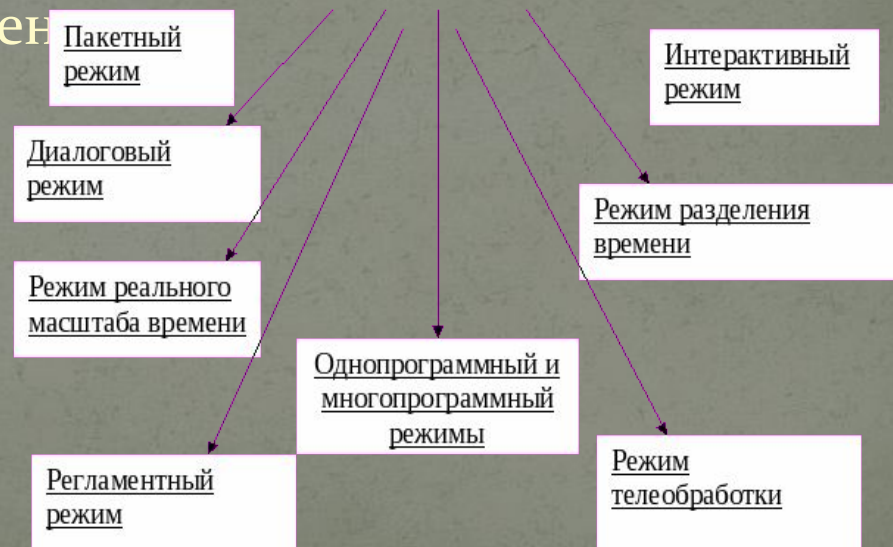 ен
Пакетный
режим
Интерактивный
режим
Диалоговый
режим
Режим разделения
времени
Режим реального
масштаба времени
Однопрограммный и
многопрограммный
режимы
Регламентный
режим
Режим
телеобработки